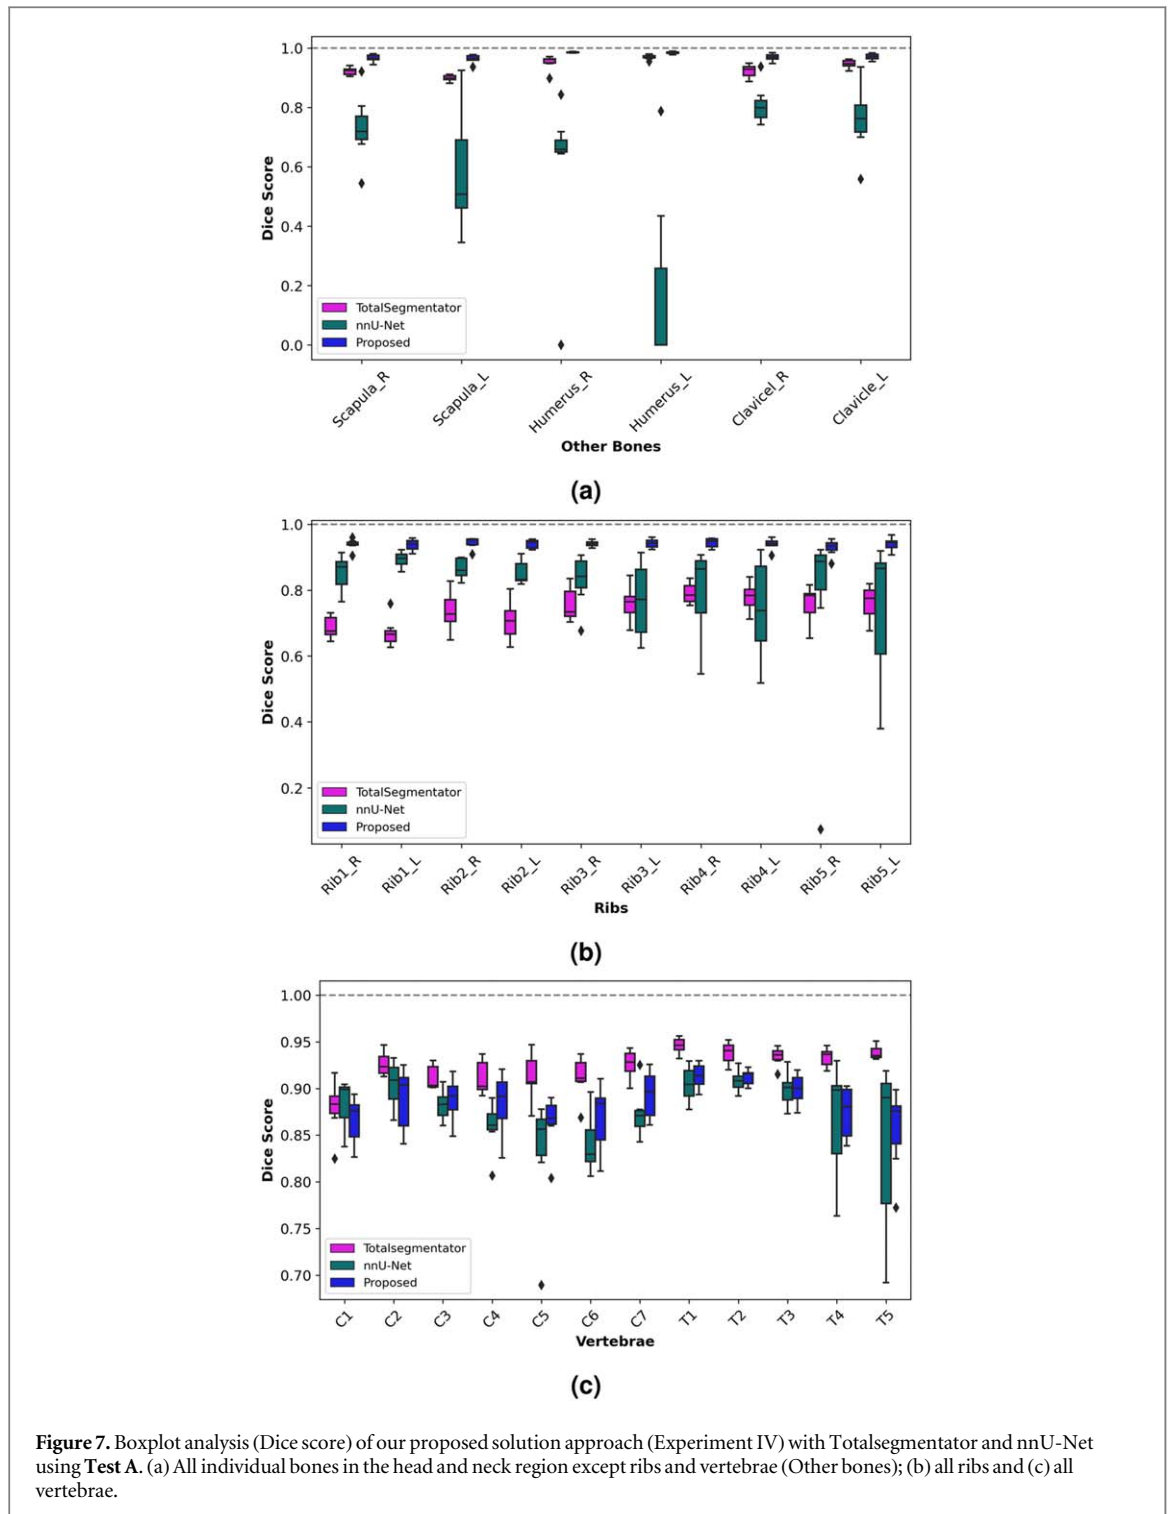 1.0
0.8
0.6
0.4
0.2
0.0
Dice Score
TotalSegmentator
nnU-Net
Proposed
Scapula_R
Scapula_L
Humerus_R
Humerus_L
Clavicel_R
Clavicle_L
Other Bones
(a)
1.0
0.8
0.6
0.4
0.2
Dice Score
TotalSegmentator
nnU-Net
Proposed
Rib1_R
Rib1_L
Rib2_R
Rib2_L
Rib3_R
Rib3_L
Rib4_R
Rib4_L
Rib5_R
Rib5_L
Ribs
(b)
1.00
0.95
0.90
0.85
0.80
0.75
0.70
Dice Score
Totalsegmentator
nnU-Net
Proposed
C1
C2
C3
C4
C5
C6
C7
T1
T2
T3
T4
T5
Vertebrae
(c)
Figure 7. Boxplot analysis (Dice score) of our proposed solution approach (Experiment IV) with Totalsegmentator and nnU-Net
using Test A. (a) All individual bones in the head and neck region except ribs and vertebrae (Other bones); (b) all ribs and (c) all
vertebrae.